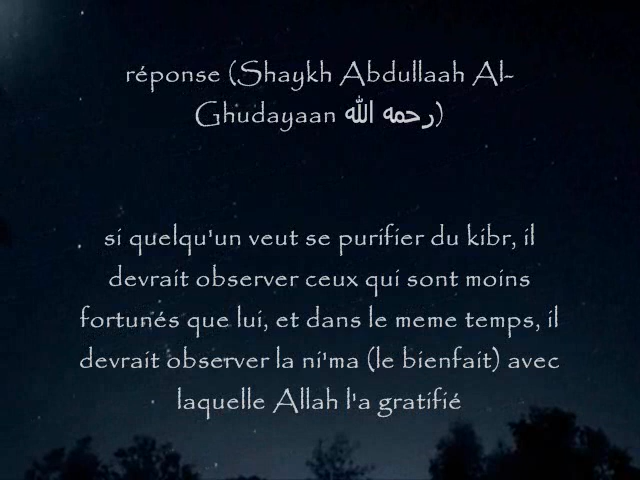 réponse (Shaykh Abdullaah Al-
Ghudayaan رحمه الله)
si quelqu'un veut se purifier du kibr, il
devrait observer ceux qui sont moins
fortunés que lui, et dans le meme temps, il
devrait observer la ni'ma (le bienfait) avec
laquelle Allah l'a gratifié